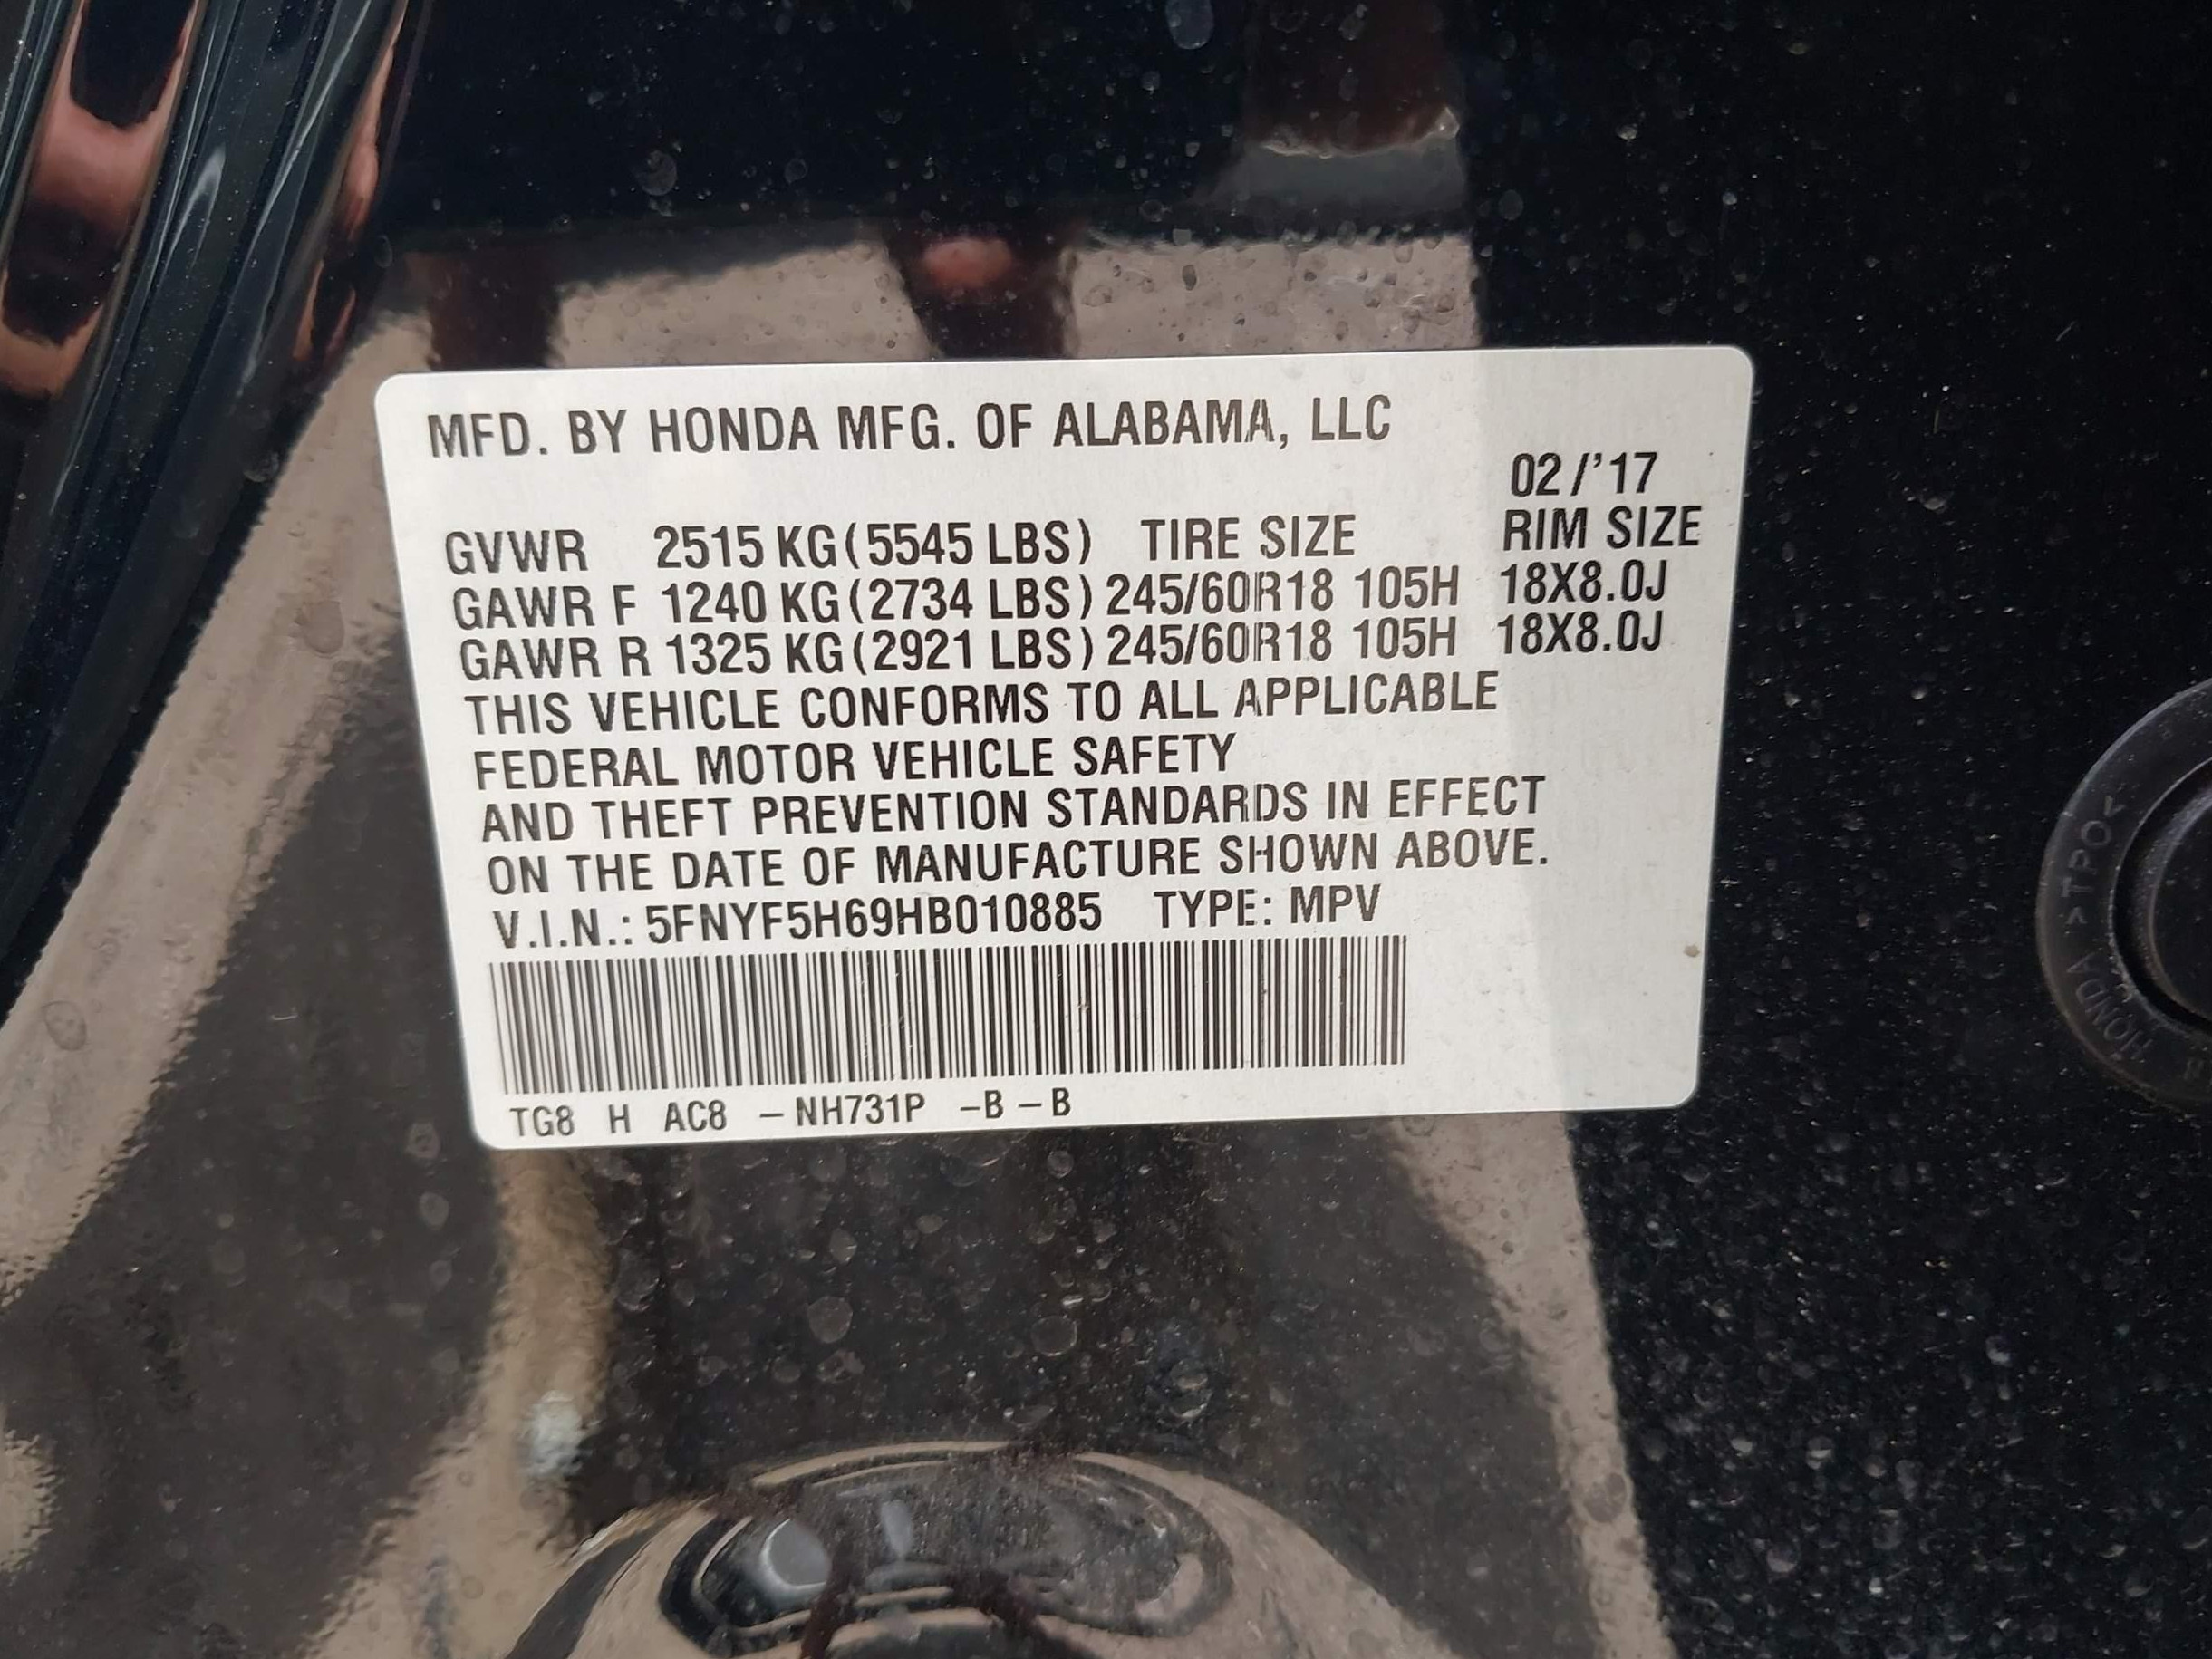 MFD. BY HONDA MFG. OF ALABAMA, LLC
02/'17
GVWR 2515 KG (5545 LBS) TIRE SIZE RIM SIZE
GAWR F 1240 KG (2734 LBS) 245/60R18 105H 18X8.0J
GAWR R 1325 KG (2921 LBS) 245/60R18 105H 18X8.0J
THIS VEHICLE CONFORMS TO ALL APPLICABLE
FEDERAL MOTOR VEHICLE SAFETY
AND THEFT PREVENTION STANDARDS IN EFFECT
ON THE DATE OF MANUFACTURE SHOWN ABOVE.
V.I.N.: 5FNYF5H69HB010885 TYPE: MPV
TG8 H AC8 – NH731P –B – B
HONDA >TPO<